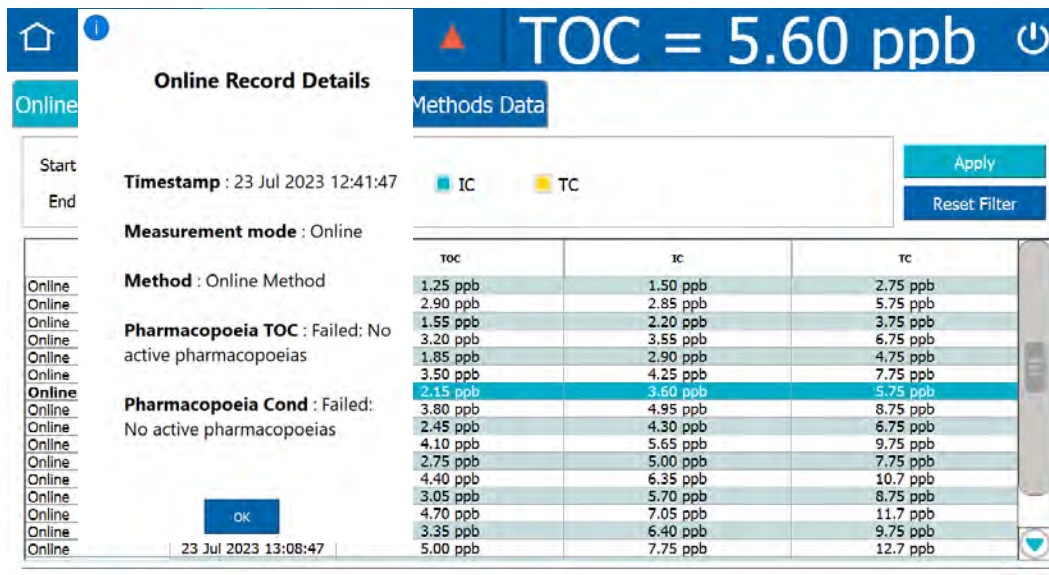 TOC = 5.60 ppb
Online
Methods Data
Online Record Details
Start
End
IC
TC
Apply
Reset Filter
Timestamp : 23 Jul 2023 12:41:47
Measurement mode : Online
Method : Online Method
Pharmacopoeia TOC : Failed: No
active pharmacopoeias
Pharmacopoeia Cond : Failed:
No active pharmacopoeias
OK
TOC IC TC
Online 1.25 ppb 1.50 ppb 2.75 ppb
Online 2.90 ppb 2.85 ppb 5.75 ppb
Online 1.55 ppb 2.20 ppb 3.75 ppb
Online 3.20 ppb 3.55 ppb 6.75 ppb
Online 1.85 ppb 2.90 ppb 4.75 ppb
Online 3.50 ppb 4.25 ppb 7.75 ppb
Online 2.15 ppb 3.60 ppb 5.75 ppb
Online 3.80 ppb 4.95 ppb 8.75 ppb
Online 2.45 ppb 4.30 ppb 6.75 ppb
Online 4.10 ppb 5.65 ppb 9.75 ppb
Online 2.75 ppb 5.00 ppb 7.75 ppb
Online 4.40 ppb 6.35 ppb 10.7 ppb
Online 3.05 ppb 5.70 ppb 8.75 ppb
Online 4.70 ppb 7.05 ppb 11.7 ppb
Online 3.35 ppb 6.40 ppb 9.75 ppb
Online 23 Jul 2023 13:08:47 5.00 ppb 7.75 ppb 12.7 ppb